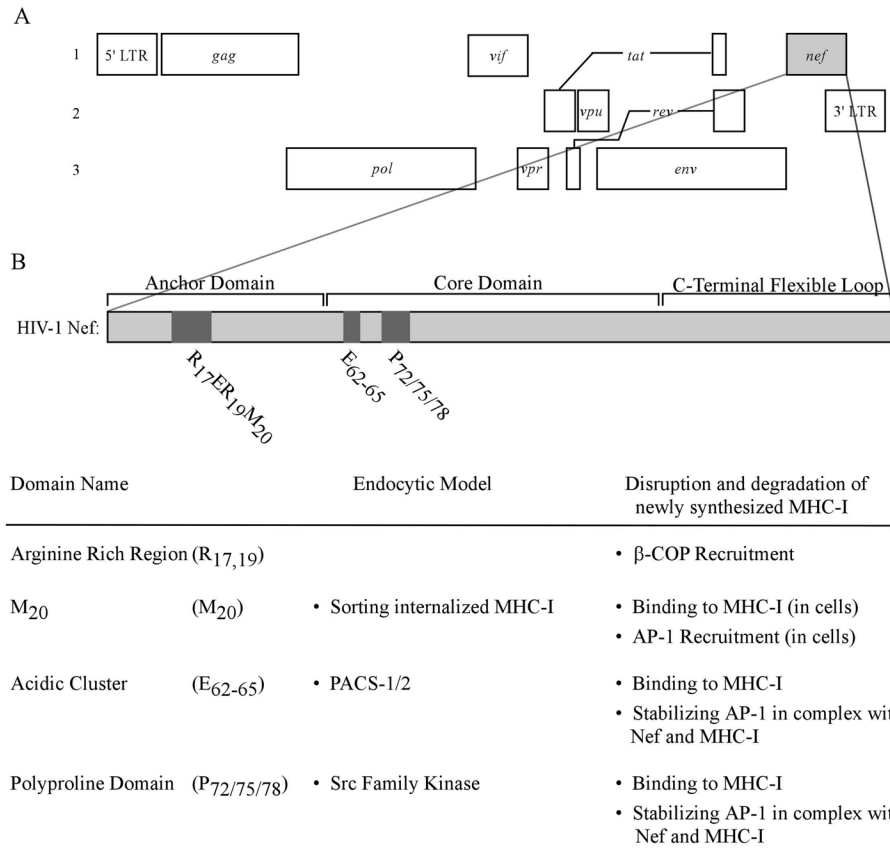 A
1 5' LTR gag vif tat nef
2 vpu rev 3' LTR
3 pol vpr env
B
Anchor Domain Core Domain C-Terminal Flexible Loop
HIV-1 Nef:
R17ER19M20 E62-65 P72/75/78
Domain Name Endocytic Model Disruption and degradation of
newly synthesized MHC-I
Arginine Rich Region (R17,19) • β-COP Recruitment
M20 (M20) • Sorting internalized MHC-I • Binding to MHC-I (in cells)
• AP-1 Recruitment (in cells)
Acidic Cluster (E62-65) • PACS-1/2 • Binding to MHC-I
• Stabilizing AP-1 in complex wit
Nef and MHC-I
Polyproline Domain (P72/75/78) • Src Family Kinase • Binding to MHC-I
• Stabilizing AP-1 in complex wit
Nef and MHC-I